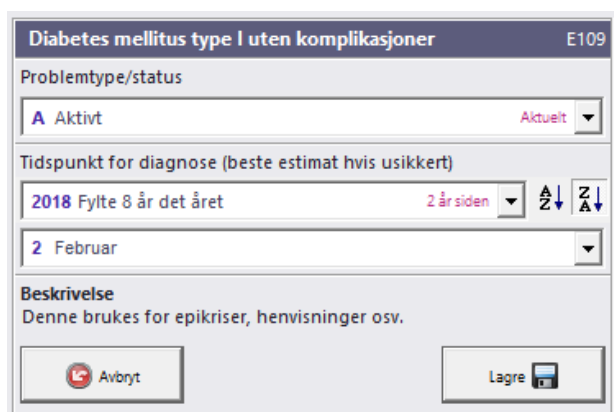 Diabetes mellitus type I uten komplikasjoner E109
Problemtype/status
A Aktivt Aktuelt
Tidspunkt for diagnose (beste estimat hvis usikkert)
2018 Fylte 8 år det året 2 år siden A Z Z A
2 Februar
Beskrivelse
Denne brukes for epikriser, henvisninger osv.
Avbryt Lagre